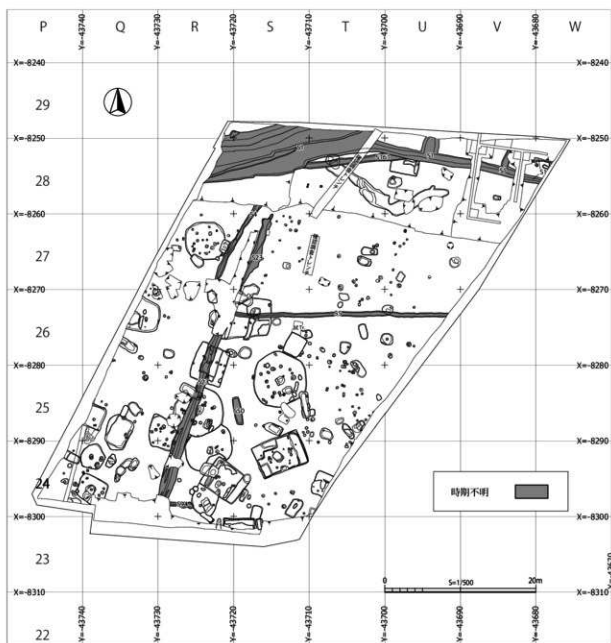 P Q R S T U V W
Y=-43740 Y=-43730 Y=-43720 Y=-43710 Y=-43700 Y=-43690 Y=-43680
X=-8240 X=-8240
29
X=-8250 X=-8250
28
X=-8260 X=-8260
27
X=-8270 X=-8270
26
X=-8280 X=-8280
25
X=-8290 X=-8290
24
時期不明
X=-8300 X=-8300
23
0 S=1/500 20m
X=-8310 X=-8310
22
Y=-43740 Y=-43730 Y=-43720 Y=-43710 Y=-43700 Y=-43690 Y=-43680 Y=-43670